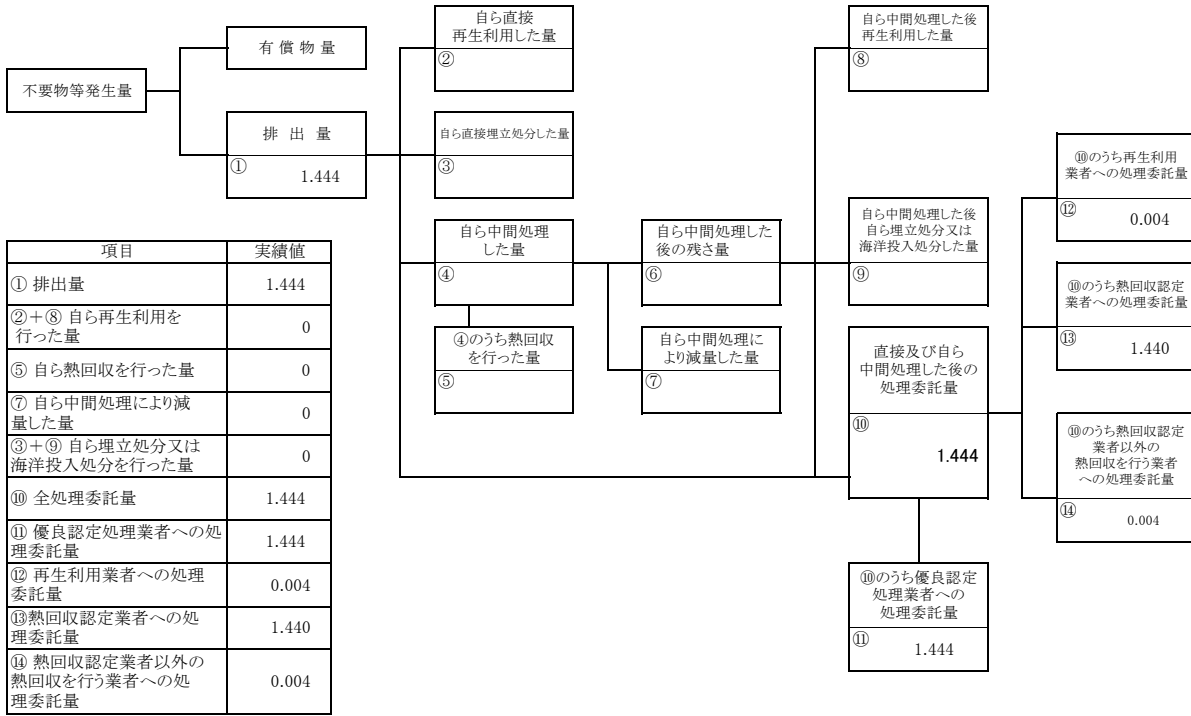 不要物等発生量
有 償 物 量
排 出 量
①
1.444
自ら直接
再生利用した量
②
自ら直接埋立処分した量
③
自ら中間処理
した量
④
④のうち熱回収
を行った量
⑤
自ら中間処理した
後の残さ量
⑥
自ら中間処理に
より減量した量
⑦
自ら中間処理した後
再生利用した量
⑧
自ら中間処理した後
自ら埋立処分又は
海洋投入処分した量
⑨
直接及び自ら
中間処理した後の
処理委託量
⑩
1.444
⑩のうち優良認定
処理業者への
処理委託量
⑪
1.444
⑩のうち再生利用
業者への処理委託量
⑫
0.004
⑩のうち熱回収認定
業者への処理委託量
⑬
1.440
⑩のうち熱回収認定
業者以外の
熱回収を行う業者
への処理委託量
⑭
0.004
項目 実績値
① 排出量 1.444
②+⑧ 自ら再生利用を
行った量 0
⑤ 自ら熱回収を行った量 0
⑦ 自ら中間処理により減
量した量 0
③+⑨ 自ら埋立処分又は
海洋投入処分を行った量 0
⑩ 全処理委託量 1.444
⑪ 優良認定処理業者への処
理委託量 1.444
⑫ 再生利用業者への処理
委託量 0.004
⑬熱回収認定業者への処
理委託量 1.440
⑭ 熱回収認定業者以外の
熱回収を行う業者への処
理委託量 0.004